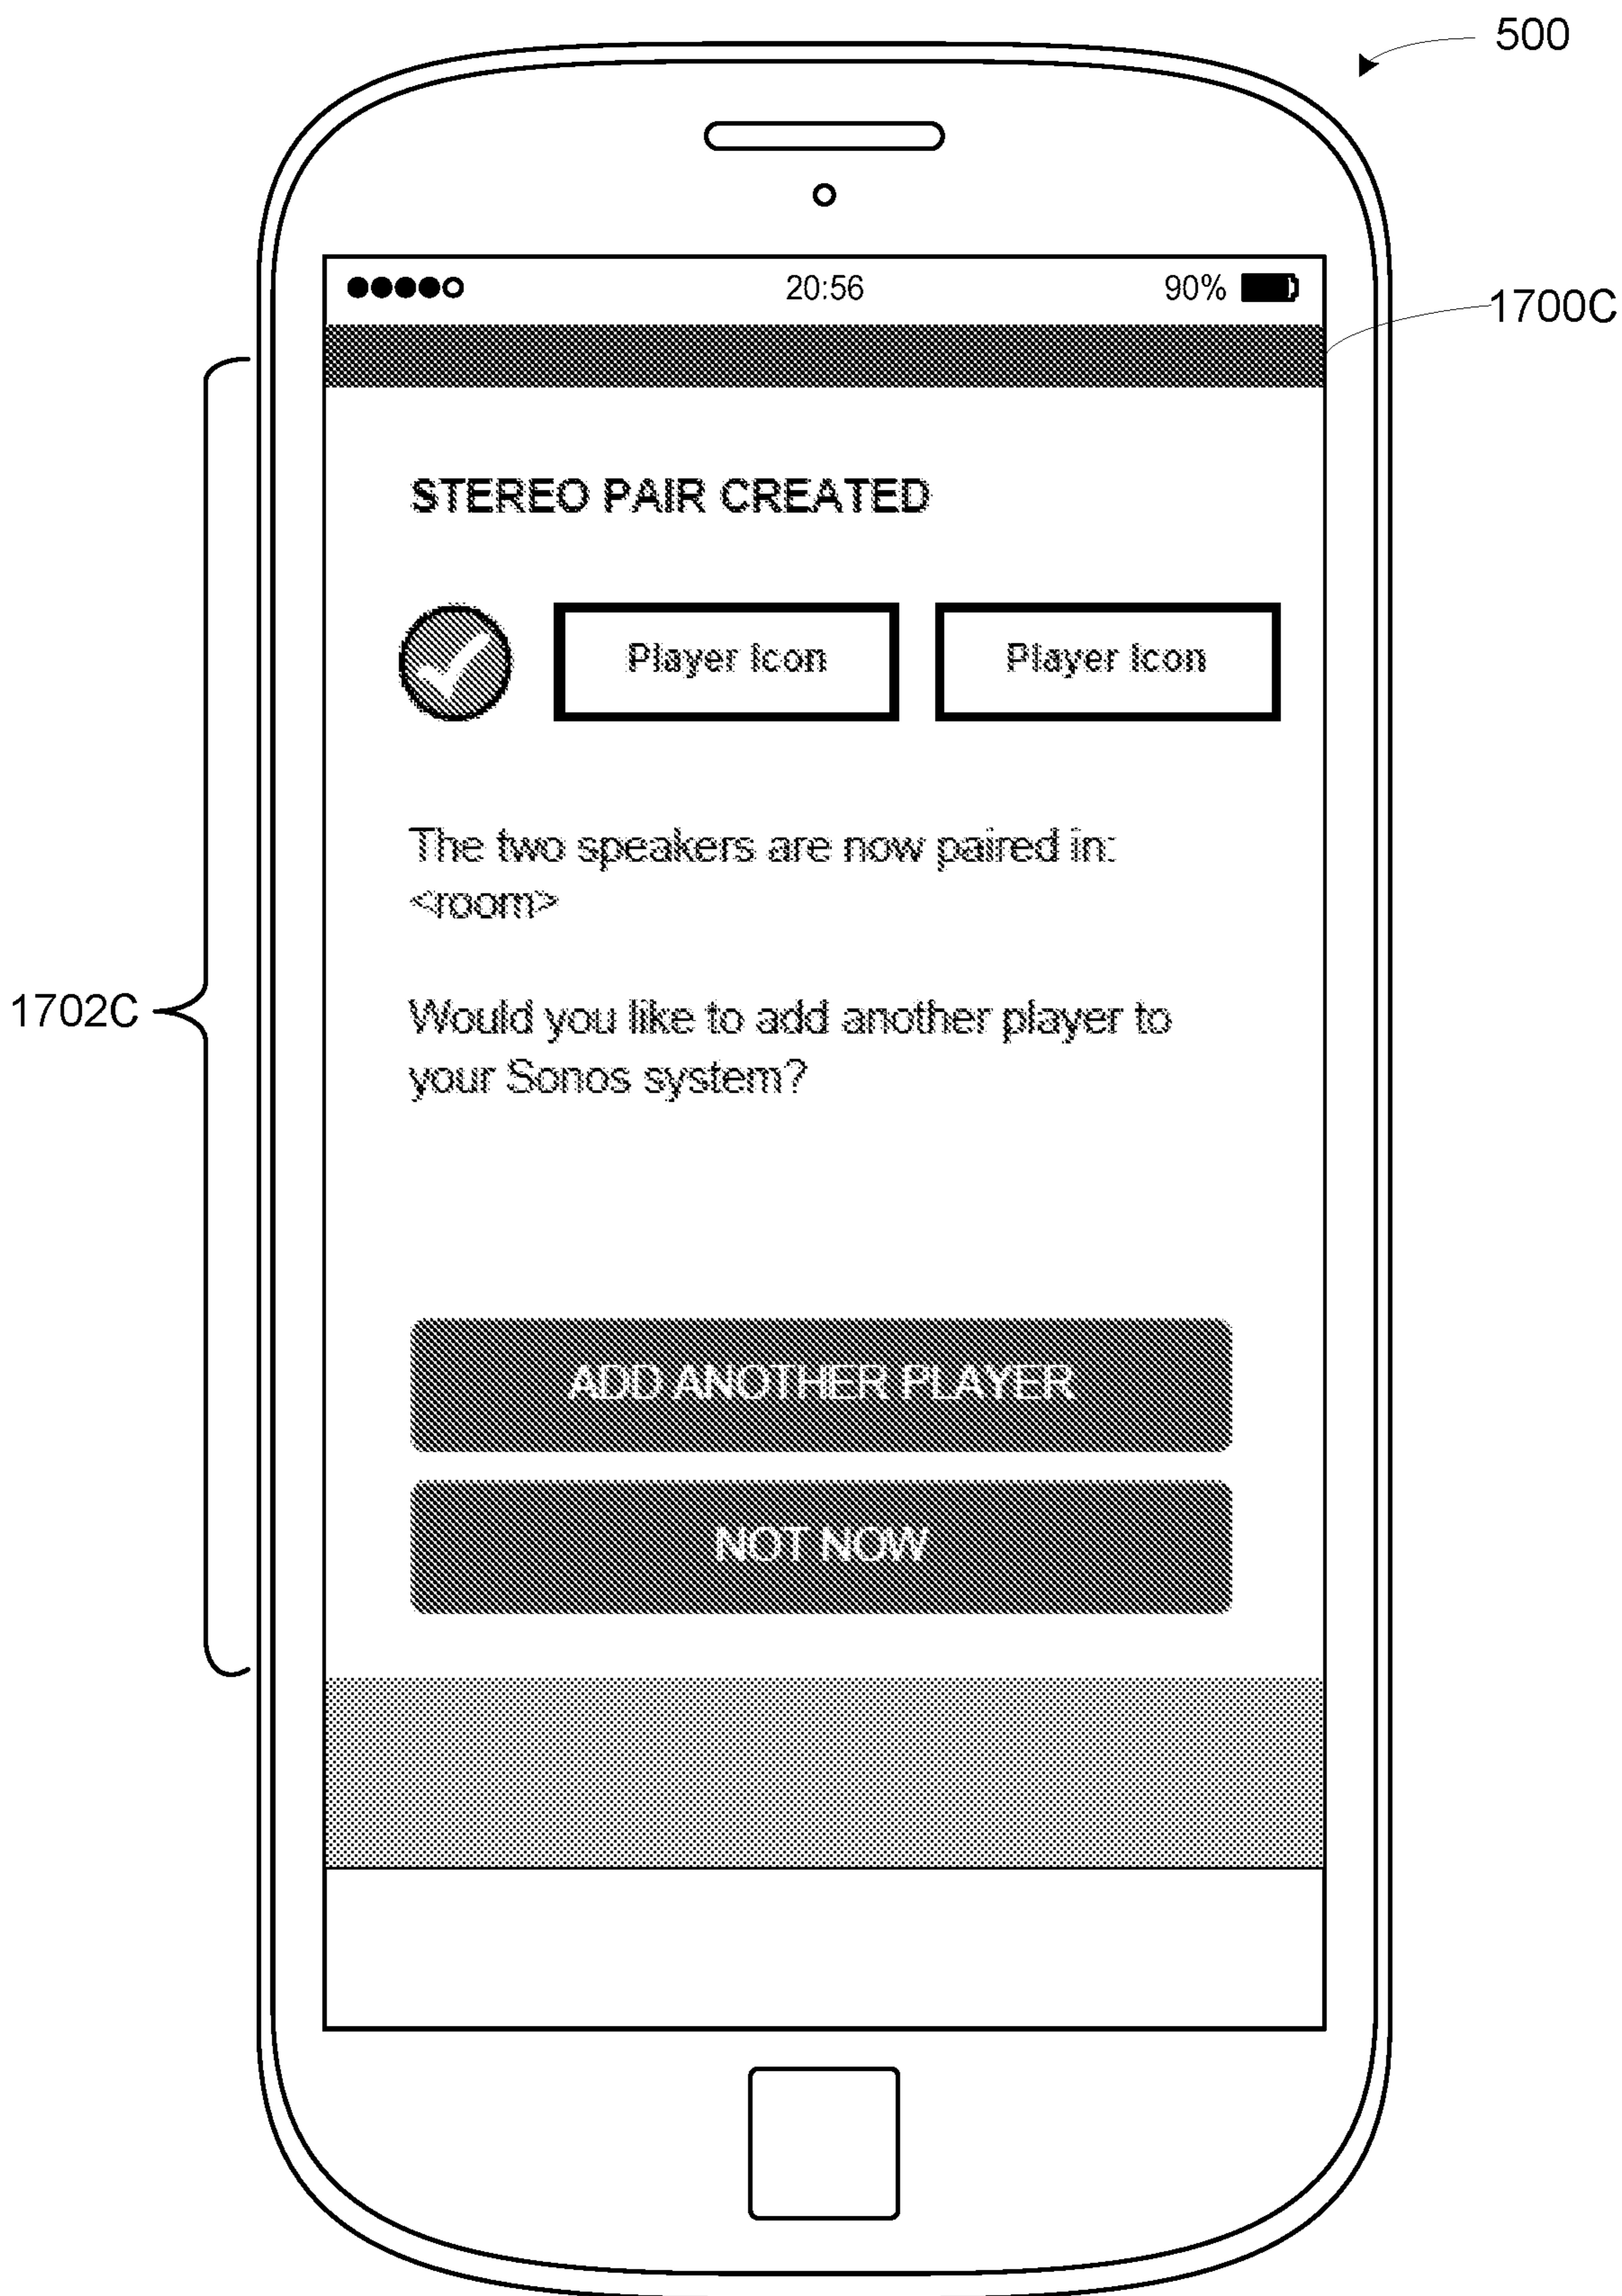 500
20:56
90%
1700C
STEREO PAIR CREATED
Player Icon
Player Icon
The two speakers are now paired in:
<room>
1702C
Would you like to add another player to
your Sonos system?
ADD ANOTHER PLAYER
NOT NOW